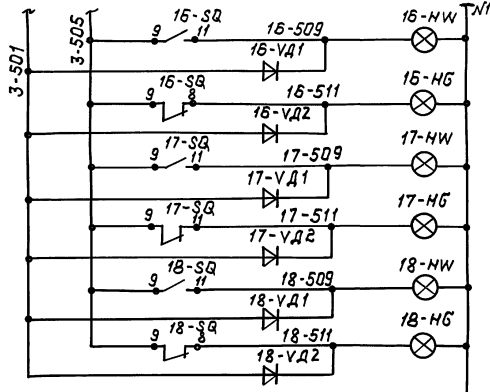 3-501
3-505
N1
16-SQ
9
11
16-509
16-HW
16-VД1
16-SQ
9
8
16-511
16-HG
16-VД2
17-SQ
9
11
17-509
17-HW
17-VД1
17-SQ
9
11
17-511
17-HG
17-VД2
18-SQ
9
11
18-509
18-HW
18-VД1
18-SQ
9
8
18-511
18-HG
18-VД2